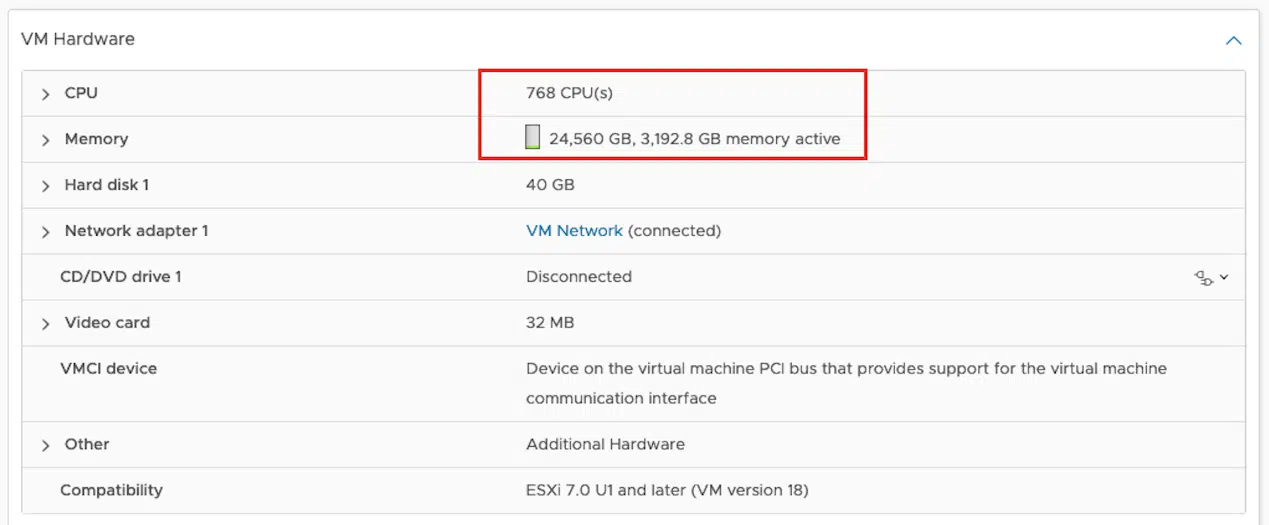 VM Hardware
CPU 768 CPU(s)
Memory 24,560 GB, 3,192.8 GB memory active
Hard disk 1 40 GB
Network adapter 1 VM Network (connected)
CD/DVD drive 1 Disconnected
Video card 32 MB
VMCI device Device on the virtual machine PCI bus that provides support for the virtual machine
communication interface
Other Additional Hardware
Compatibility ESXi 7.0 U1 and later (VM version 18)